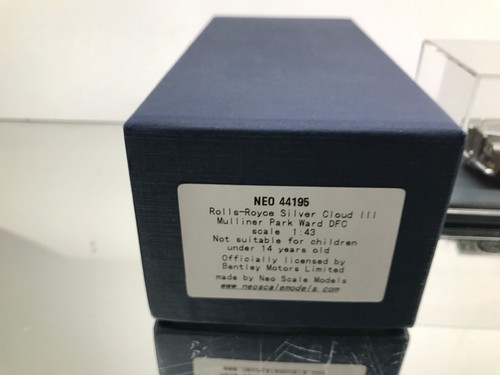 NEO 44195
Rolls-Royce Silver Cloud III
Mulliner Park Ward DFC
scale 1:43
Not suitable for children
under 14 years old
Officially licensed by
Bentley Motors Limited
made by Neo Scale Models
www.neoscalemodels.com